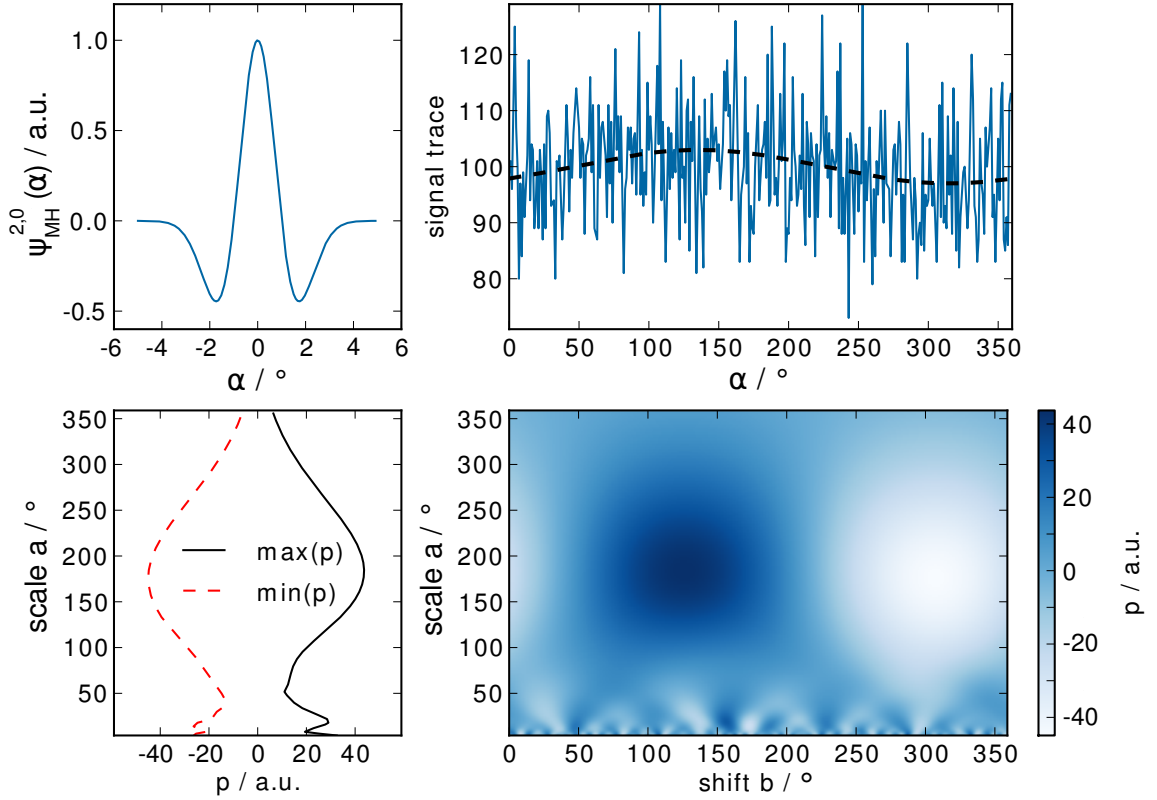 1.0
0.5
0.0
-0.5
ψ²,⁰MH (α) / a.u.
-6 -4 -2 0 2 4 6
α / °
120
110
100
90
80
signal trace
0 50 100 150 200 250 300 350
α / °
350
300
250
200
150
100
50
scale a / °
max(p)
min(p)
-40 -20 0 20 40
p / a.u.
350
300
250
200
150
100
50
scale a / °
0 50 100 150 200 250 300 350
shift b / °
40
20
0
-20
-40
p / a.u.